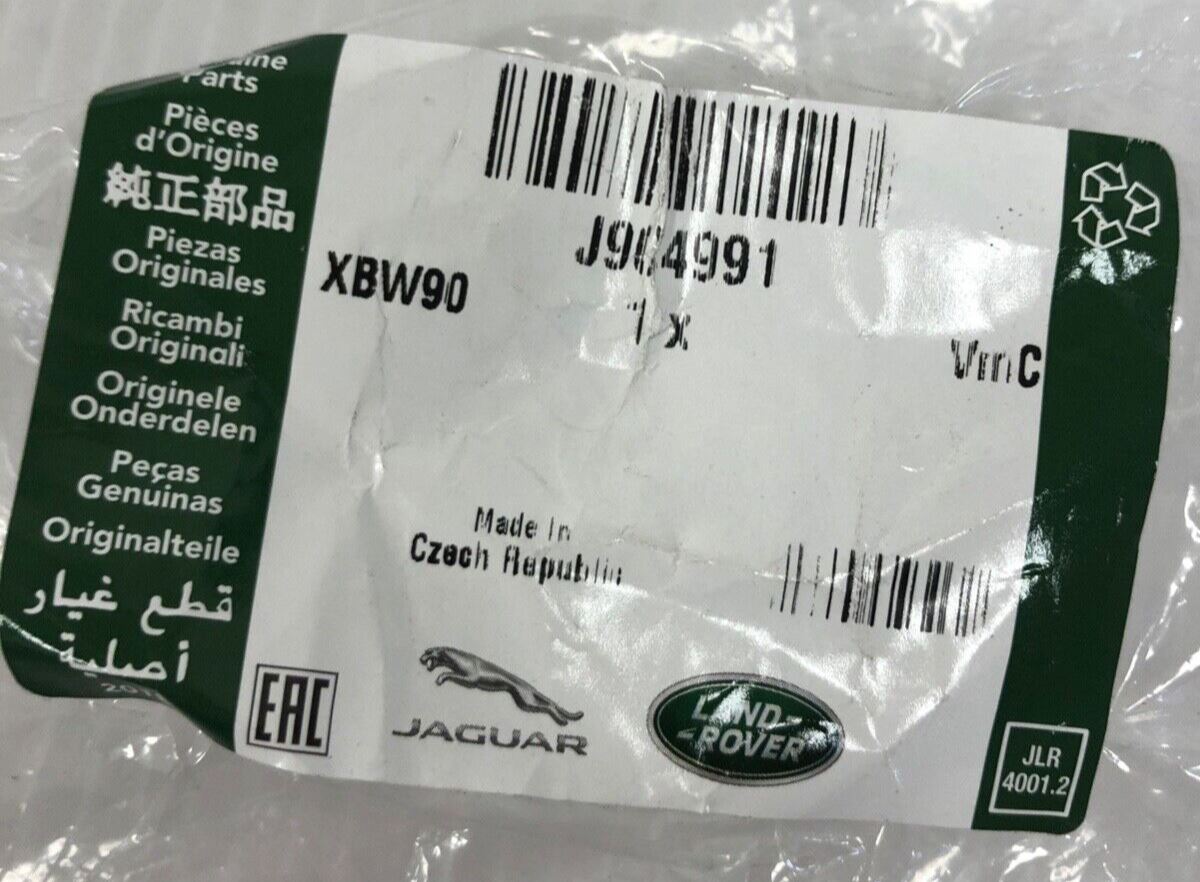 Parts
Pièces
d'Origine
純正部品
Piezas
Originales
Ricambi
Originali
Originele
Onderdelen
Peças
Genuinas
Originalteile
قطع غيار
أصلية
XBW90
1 x
Made In
Czech Republic
EAC
JAGUAR
LAND-
-ROVER
JLR
4001.2